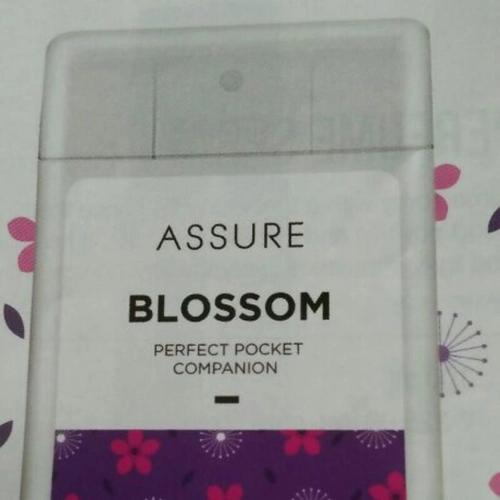 ASSURE
BLOSSOM
PERFECT POCKET
COMPANION